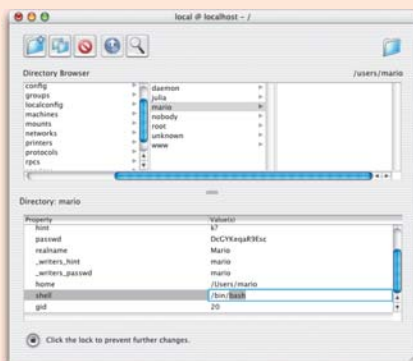 local @ localhost - /
Directory Browser /users/mario
config daemon
groups julia
localconfig mario
machines nobody
mounts root
networks unknown
printers www
protocols
rpcs
Directory: mario
Property Value(s)
hint k?
passwd
realname Mario
_writers_hint mario
_writers_passwd mario
home /Users/mario
shell /bin/bash
gid 20
Click the lock to prevent further changes.